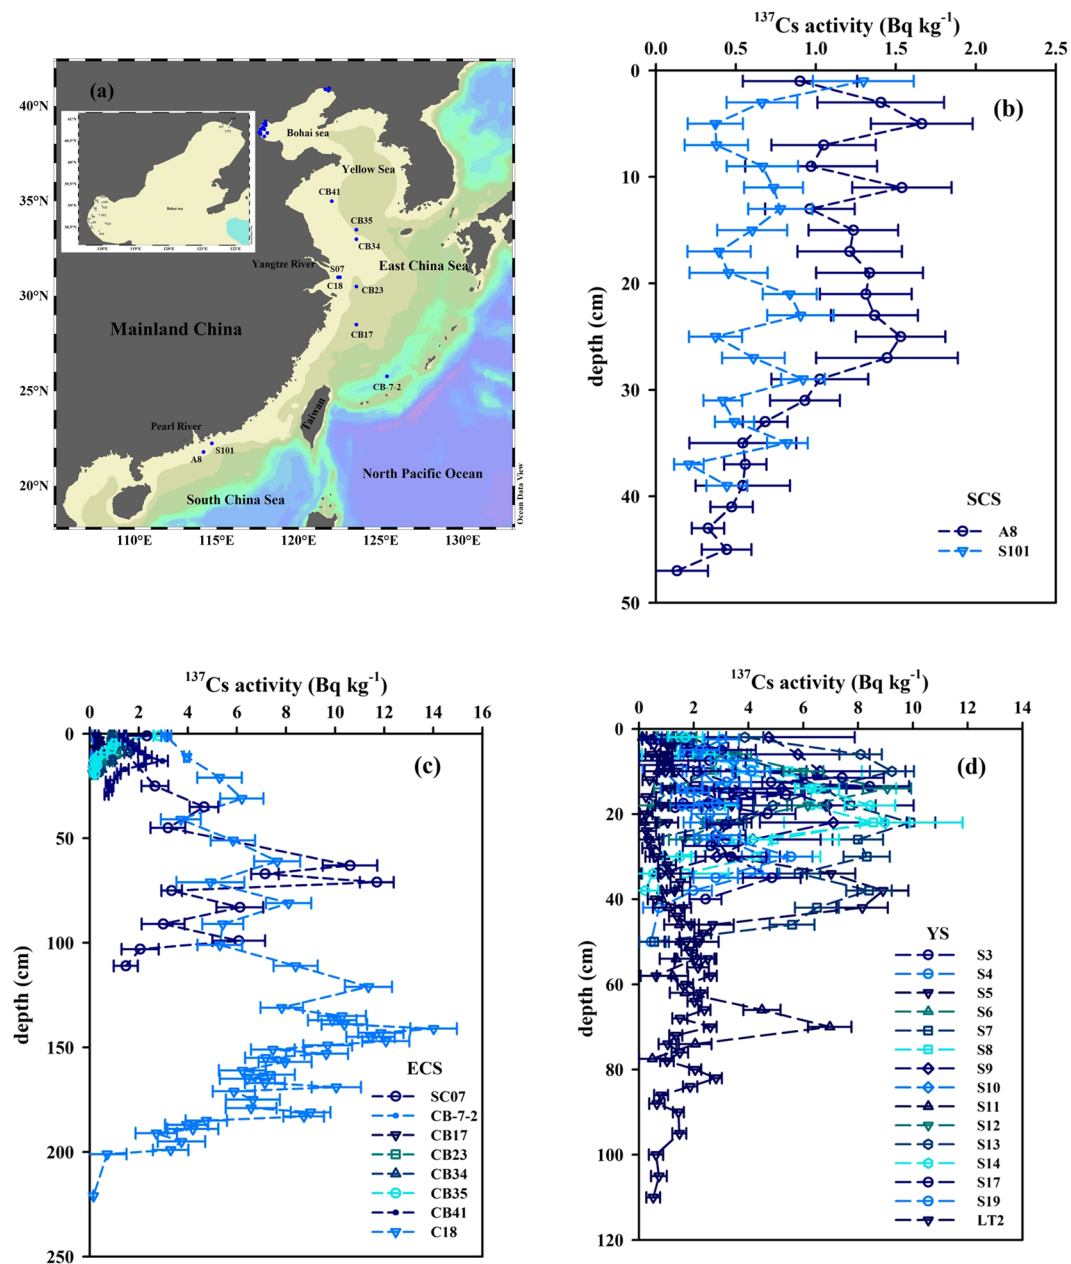 (a)
40°N
35°N
30°N
25°N
20°N
110°E
115°E
120°E
125°E
130°E
Bohai sea
Yellow Sea
CB41
CB35
CB34
East China Sea
Yangtze River
S07
C18
CB23
Mainland China
CB17
CB-7-2
Taiwan
Pearl River
S101
A8
North Pacific Ocean
South China Sea
Ocean Data View
Bohai sea
137Cs activity (Bq kg-1)
0.0 0.5 1.0 1.5 2.0 2.5
(b)
depth (cm)
0
10
20
30
40
50
SCS
A8
S101
137Cs activity (Bq kg-1)
0 2 4 6 8 10 12 14 16
(c)
depth (cm)
0
50
100
150
200
250
ECS
SC07
CB-7-2
CB17
CB23
CB34
CB35
CB41
C18
137Cs activity (Bq kg-1)
0 2 4 6 8 10 12 14
(d)
depth (cm)
0
20
40
60
80
100
120
YS
S3
S4
S5
S6
S7
S8
S9
S10
S11
S12
S13
S14
S17
S19
LT2